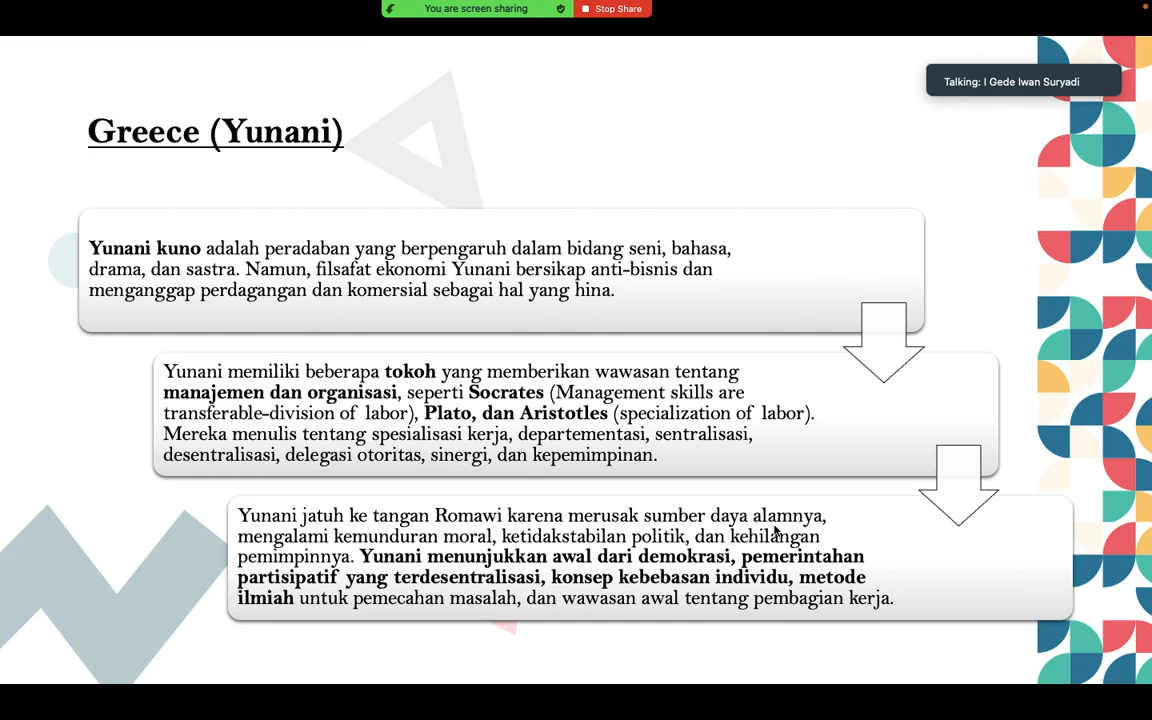 You are screen sharing
Stop Share
Talking: I Gede Iwan Suryadi
Greece (Yunani)
Yunani kuno adalah peradaban yang berpengaruh dalam bidang seni, bahasa,
drama, dan sastra. Namun, filsafat ekonomi Yunani bersikap anti-bisnis dan
menganggap perdagangan dan komersial sebagai hal yang hina.
Yunani memiliki beberapa tokoh yang memberikan wawasan tentang
manajemen dan organisasi, seperti Socrates (Management skills are
transferable-division of labor), Plato, dan Aristotles (specialization of labor).
Mereka menulis tentang spesialisasi kerja, departementasi, sentralisasi,
desentralisasi, delegasi otoritas, sinergi, dan kepemimpinan.
Yunani jatuh ke tangan Romawi karena merusak sumber daya alamnya,
mengalami kemunduran moral, ketidakstabilan politik, dan kehilangan
pemimpinnya. Yunani menunjukkan awal dari demokrasi, pemerintahan
partisipatif yang terdesentralisasi, konsep kebebasan individu, metode
ilmiah untuk pemecahan masalah, dan wawasan awal tentang pembagian kerja.